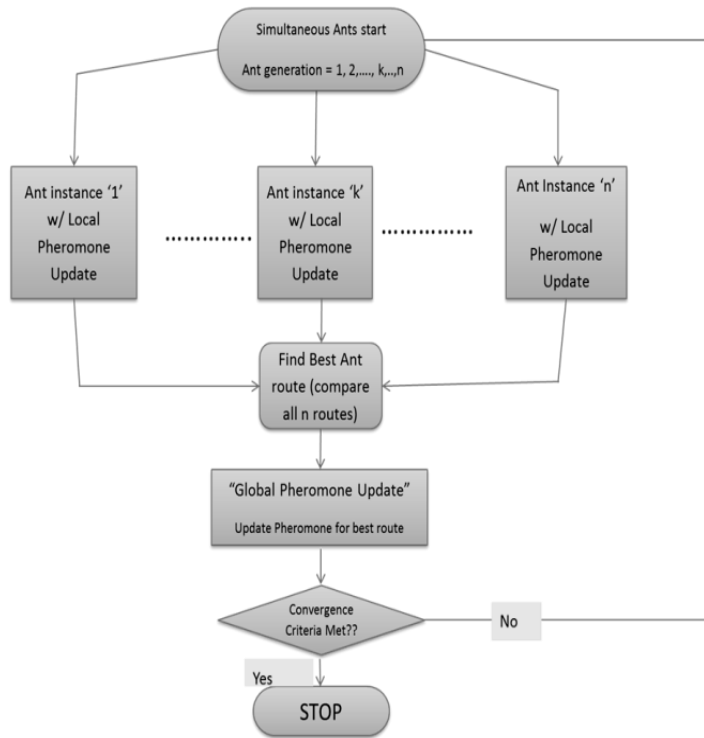 Simultaneous Ants start
Ant generation = 1, 2,...., k,..,n
Ant instance ‘1’
w/ Local
Pheromone
Update
Ant instance ‘k’
w/ Local
Pheromone
Update
Ant Instance ‘n’
w/ Local
Pheromone
Update
Find Best Ant
route (compare
all n routes)
“Global Pheromone Update”
Update Pheromone for best route
Convergence
Criteria Met??
No
Yes
STOP